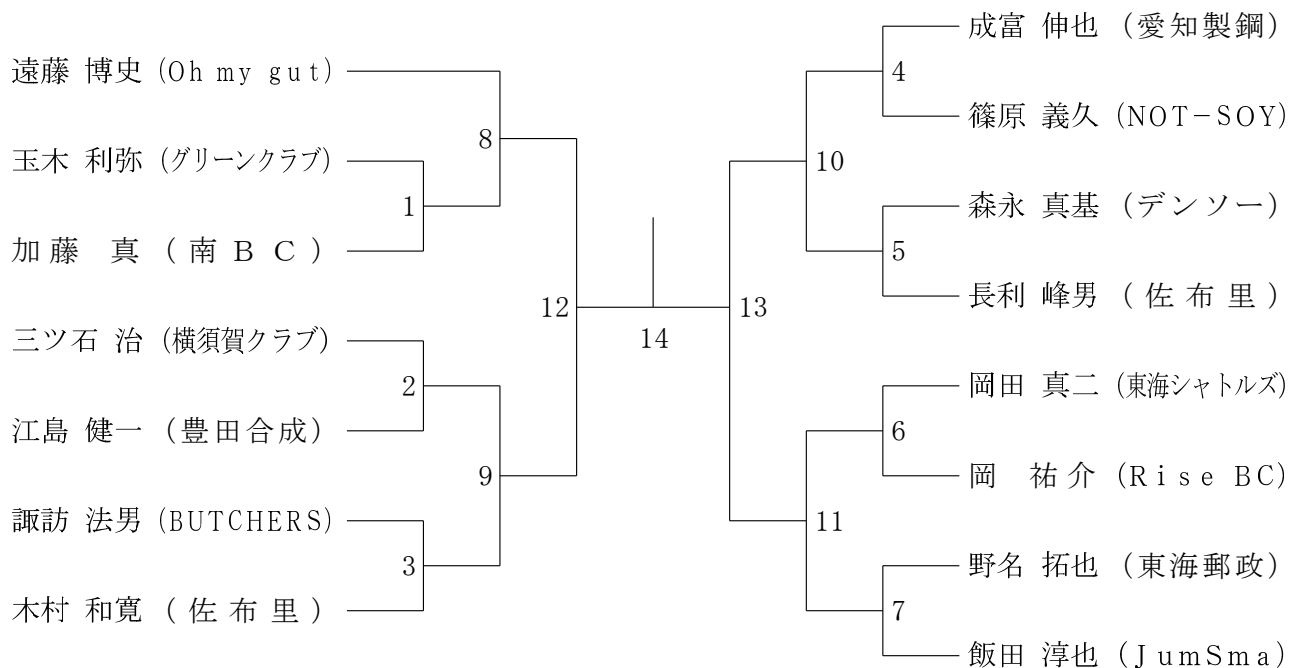 遠藤 博史 (Oh my gut)
8
玉木 利弥 (グリーンクラブ)
1
加藤 真 (南BC)
12
三ツ石 治 (横須賀クラブ)
2
江島 健一 (豊田合成)
9
諏訪 法男 (BUTCHERS)
3
木村 和寛 (佐布里)
14
成富 伸也 (愛知製鋼)
4
篠原 義久 (NOT-SOY)
10
森永 真基 (デンソー)
5
長利 峰男 (佐布里)
13
岡田 真二 (東海シャトルズ)
6
岡 祐介 (Rise BC)
11
野名 拓也 (東海郵政)
7
飯田 淳也 (JumSma)